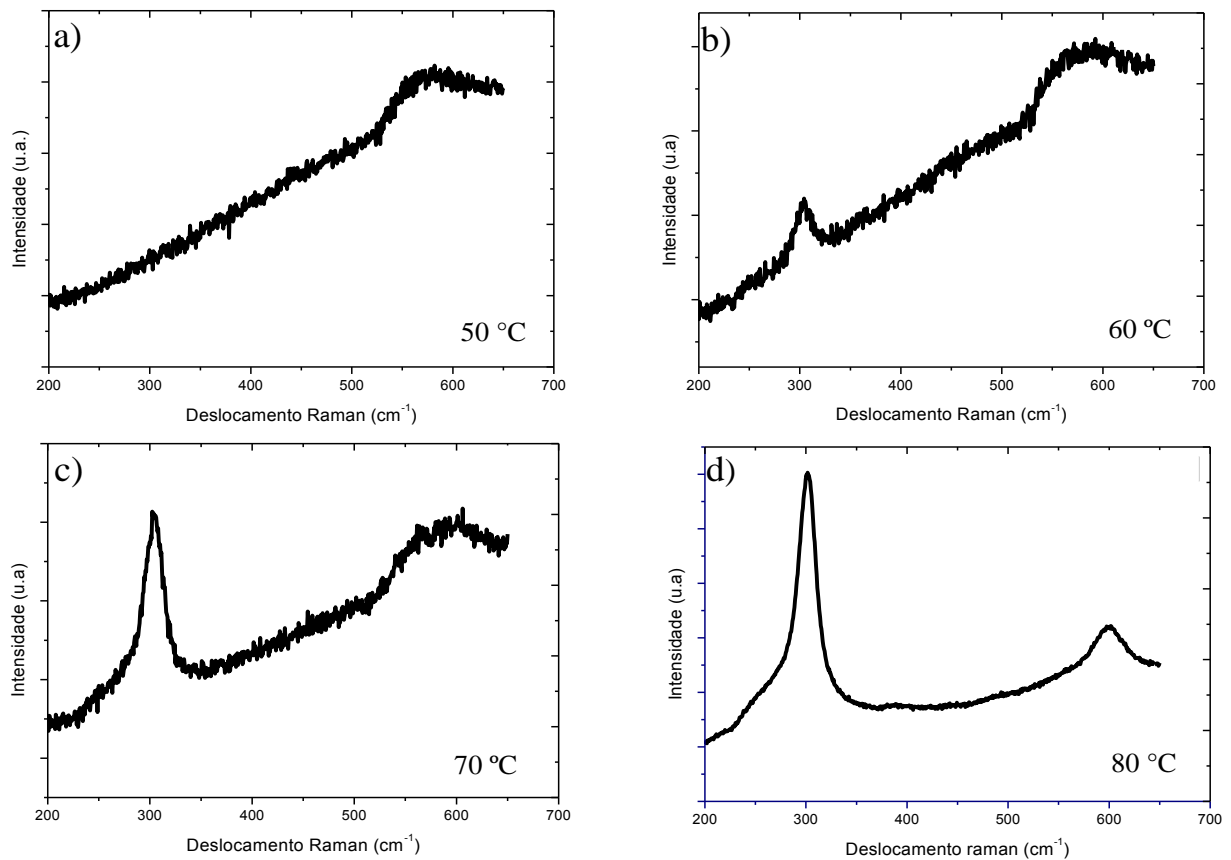 a)
Intensidade (u.a.)
50 °C
200 300 400 500 600 700
Deslocamento Raman (cm⁻¹)
b)
Intensidade (u.a)
60 ºC
200 300 400 500 600 700
Deslocamento Raman (cm⁻¹)
c)
Intensidade (u.a)
70 ºC
200 300 400 500 600 700
Deslocamento Raman (cm⁻¹)
d)
Intensidade (u.a)
80 °C
200 300 400 500 600 700
Deslocamento raman (cm⁻¹)